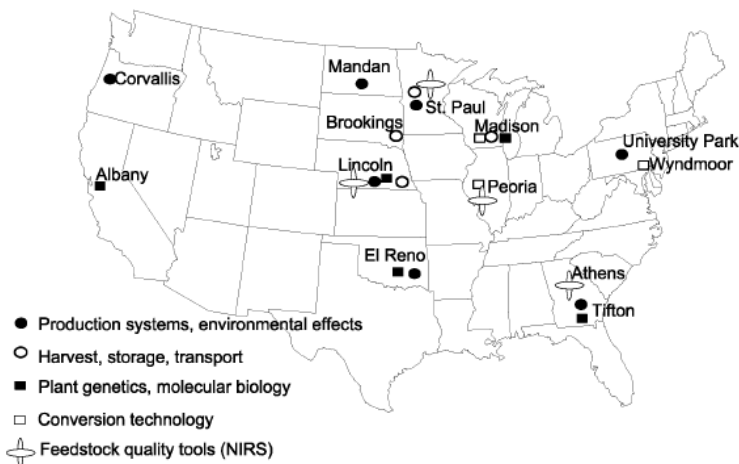 Corvallis
Mandan
St. Paul
Brookings
Madison
University Park
Wyndmoor
Albany
Lincoln
Peoria
El Reno
Athens
Tifton
Production systems, environmental effects
Harvest, storage, transport
Plant genetics, molecular biology
Conversion technology
Feedstock quality tools (NIRS)